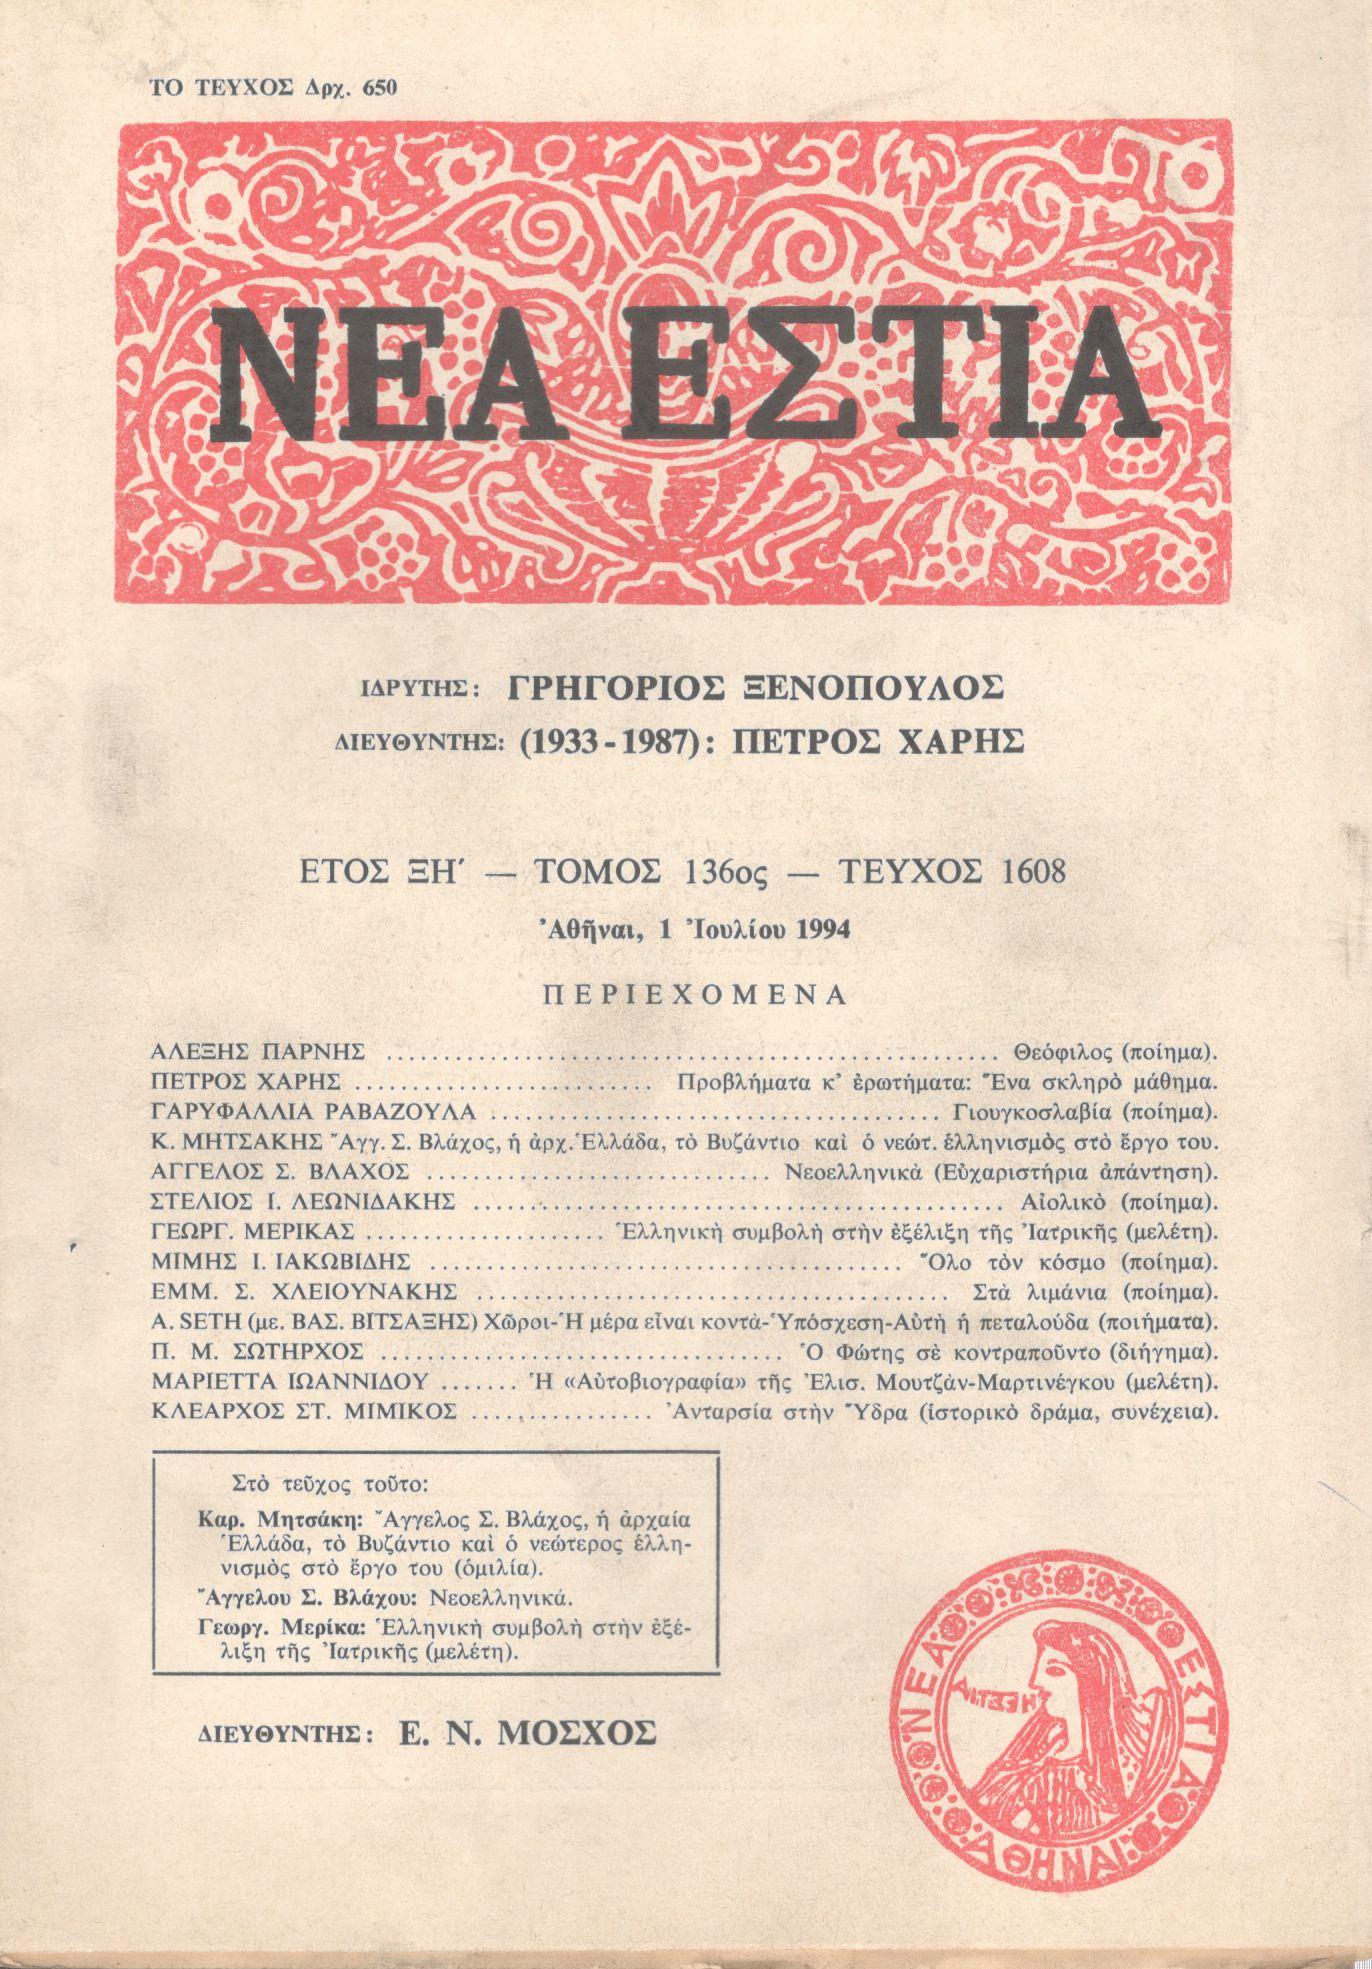 ΤΟ ΤΕΥΧΟΣ Δρχ. 650
ΝΕΑ ΕΣΤΙΑ
ΙΔΡΥΤΗΣ: ΓΡΗΓΟΡΙΟΣ ΞΕΝΟΠΟΥΛΟΣ
ΔΙΕΥΘΥΝΤΗΣ: (1933-1987): ΠΕΤΡΟΣ ΧΑΡΗΣ
ΕΤΟΣ ΞΗ΄ — ΤΟΜΟΣ 136ος — ΤΕΥΧΟΣ 1608
Ἀθῆναι, 1 Ἰουλίου 1994
ΠΕΡΙΕΧΟΜΕΝΑ
ΑΛΕΞΗΣ ΠΑΡΝΗΣ ........ Θεόφιλος (ποίημα).
ΠΕΤΡΟΣ ΧΑΡΗΣ ........ Προβλήματα κ' ἐρωτήματα: Ἕνα σκληρὸ μάθημα.
ΓΑΡΥΦΑΛΛΙΑ ΡΑΒΑΖΟΥΛΑ ........ Γιουγκοσλαβία (ποίημα).
Κ. ΜΗΤΣΑΚΗΣ Ἄγγ. Σ. Βλάχος, ἡ ἀρχ. Ἑλλάδα, τὸ Βυζάντιο καὶ ὁ νεώτ. ἑλληνισμὸς στὸ ἔργο του.
ΑΓΓΕΛΟΣ Σ. ΒΛΑΧΟΣ ........ Νεοελληνικὰ (Εὐχαριστήρια ἀπάντηση).
ΣΤΕΛΙΟΣ Ι. ΛΕΩΝΙΔΑΚΗΣ ........ Αἰολικὸ (ποίημα).
ΓΕΩΡΓ. ΜΕΡΙΚΑΣ ........ Ἑλληνικὴ συμβολὴ στὴν ἐξέλιξη τῆς Ἰατρικῆς (μελέτη).
ΜΙΜΗΣ Ι. ΙΑΚΩΒΙΔΗΣ ........ Ὅλο τὸν κόσμο (ποίημα).
ΕΜΜ. Σ. ΧΛΕΙΟΥΝΑΚΗΣ ........ Στὰ λιμάνια (ποίημα).
Α. SETH (με. ΒΑΣ. ΒΙΤΣΑΞΗΣ) Χῶροι-Ἡ μέρα εἶναι κοντὰ-Ὑπόσχεση-Αὐτὴ ἡ πεταλούδα (ποιήματα).
Π. Μ. ΣΩΤΗΡΧΟΣ ........ Ὁ Φώτης σὲ κοντραποῦντο (διήγημα).
ΜΑΡΙΕΤΤΑ ΙΩΑΝΝΙΔΟΥ ....... Ἡ «Αὐτοβιογραφία» τῆς Ἐλισ. Μουτζὰν-Μαρτινέγκου (μελέτη).
ΚΛΕΑΡΧΟΣ ΣΤ. ΜΙΜΙΚΟΣ ........ Ἀνταρσία στὴν Ὕδρα (ἱστορικὸ δράμα, συνέχεια).
Στὸ τεῦχος τοῦτο:
Καρ. Μητσάκη: Ἄγγελος Σ. Βλάχος, ἡ ἀρχαία
Ἑλλάδα, τὸ Βυζάντιο καὶ ὁ νεώτερος ἑλλη-
νισμὸς στὸ ἔργο του (ὁμιλία).
Ἄγγελου Σ. Βλάχου: Νεοελληνικά.
Γεωργ. Μερίκα: Ἑλληνικὴ συμβολὴ στὴν ἐξέ-
λιξη τῆς Ἰατρικῆς (μελέτη).
ΔΙΕΥΘΥΝΤΗΣ: Ε. Ν. ΜΟΣΧΟΣ
ΝΕΑ ΕΣΤΙΑ
ΑΘΗΝΑΙ